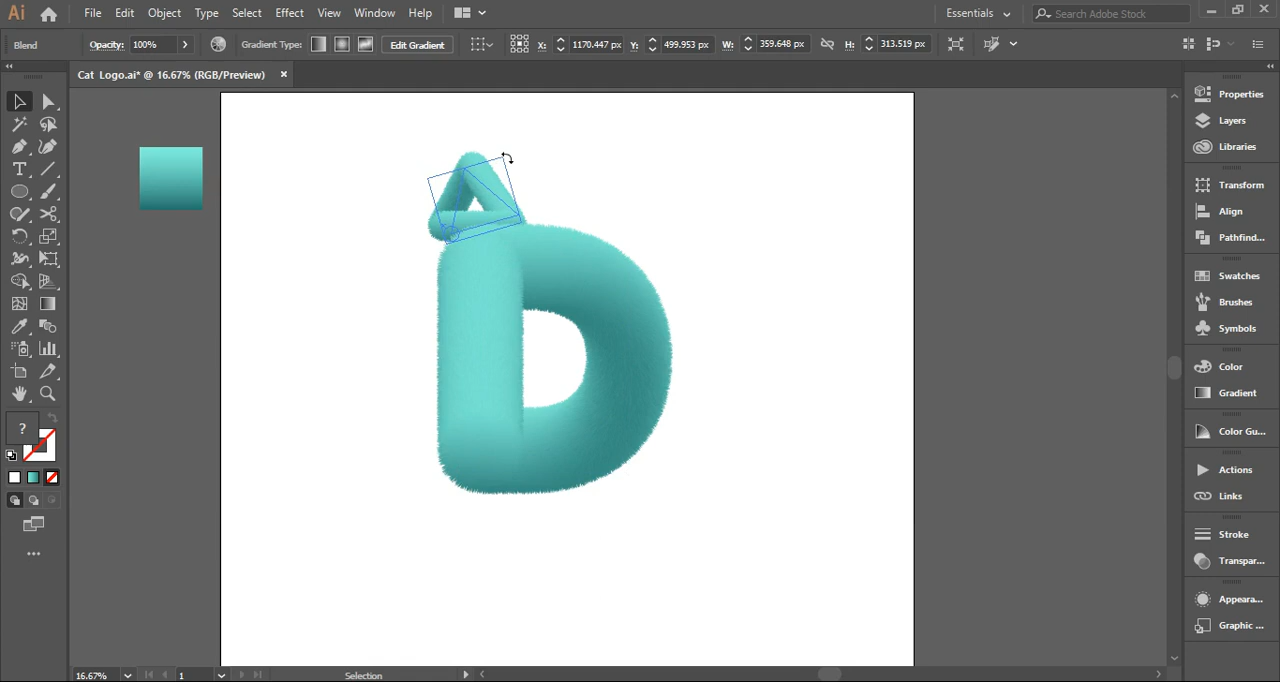 Ai File Edit Object Type Select Effect View Window Help Essentials Search Adobe Stock
Blend Opacity: 100% Gradient Type: Edit Gradient X: 1170.447 px Y: 499.953 px W: 359.648 px H: 313.519 px
Cat Logo.ai* @ 16.67% (RGB/Preview)
Properties
Layers
Libraries
Transform
Align
Pathfind...
Swatches
Brushes
Symbols
Color
Gradient
Color Gu...
Actions
Links
Stroke
Transpar...
Appeara...
Graphic ...
D
?
16.67% 1 Selection